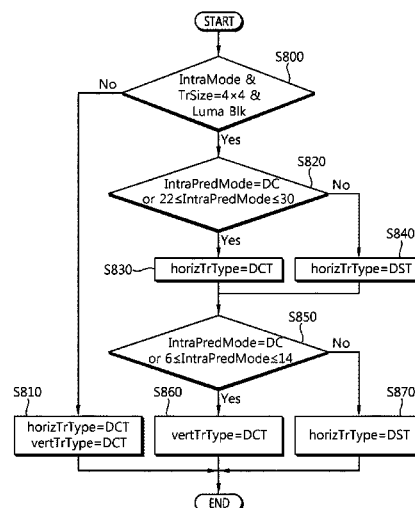 START
S800
IntraMode &
TrSize=4×4 &
Luma Blk
No
Yes
S820
IntraPredMode=DC
or 22≤IntraPredMode≤30
No
Yes
S830
horizTrType=DCT
S840
horizTrType=DST
S850
IntraPredMode=DC
or 6≤IntraPredMode≤14
No
Yes
S810
horizTrType=DCT
vertTrType=DCT
S860
vertTrType=DCT
S870
horizTrType=DST
END